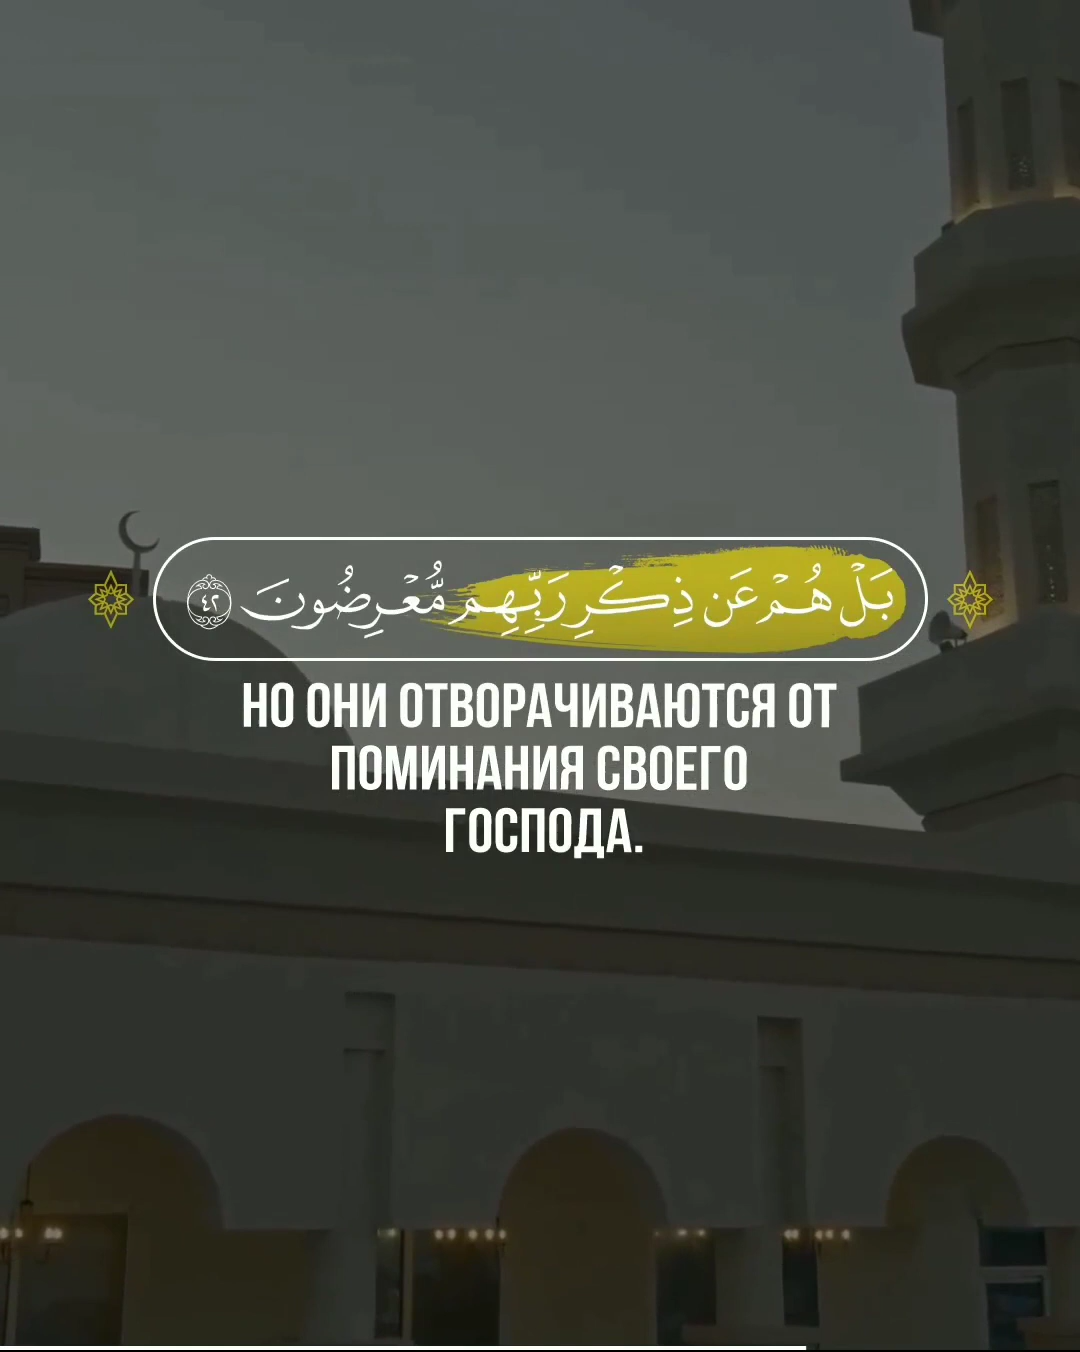 بَلْ هُمْ عَن ذِكْرِ رَبِّهِم مُّعْرِضُونَ ٤٢
НО ОНИ ОТВОРАЧИВАЮТСЯ ОТ
ПОМИНАНИЯ СВОЕГО
ГОСПОДА.